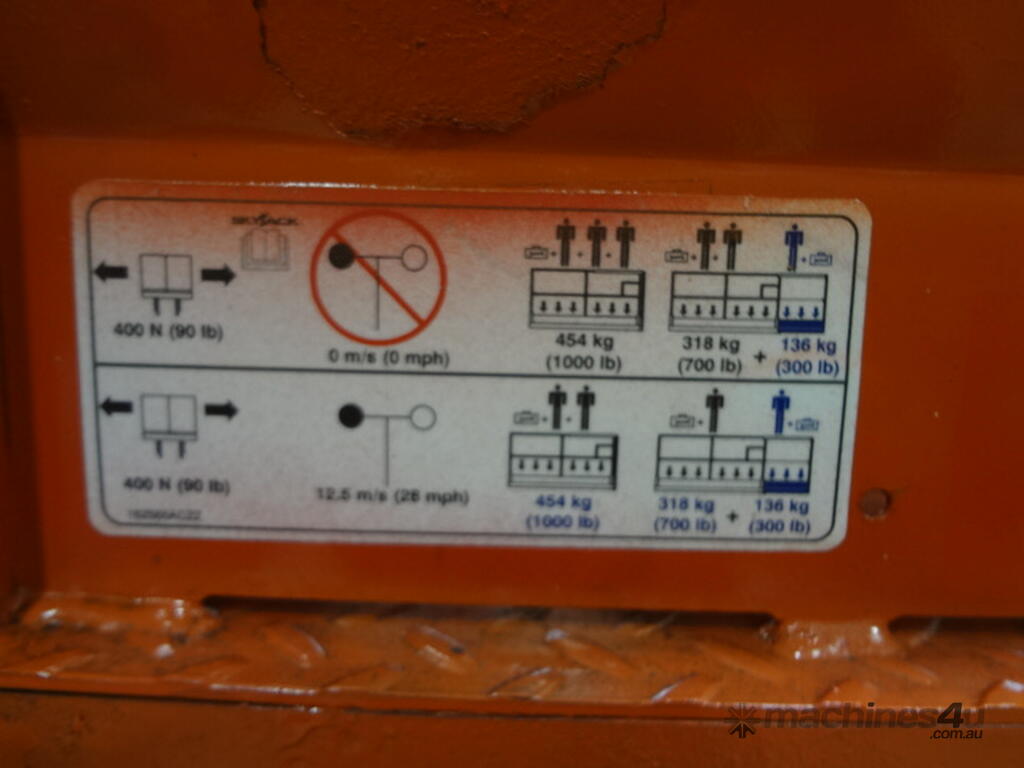 SKYJACK
400 N (90 lb)
0 m/s (0 mph)
454 kg
(1000 lb)
318 kg
(700 lb)
+
136 kg
(300 lb)
400 N (90 lb)
12.5 m/s (28 mph)
454 kg
(1000 lb)
318 kg
(700 lb)
+
136 kg
(300 lb)
machines4u
.com.au